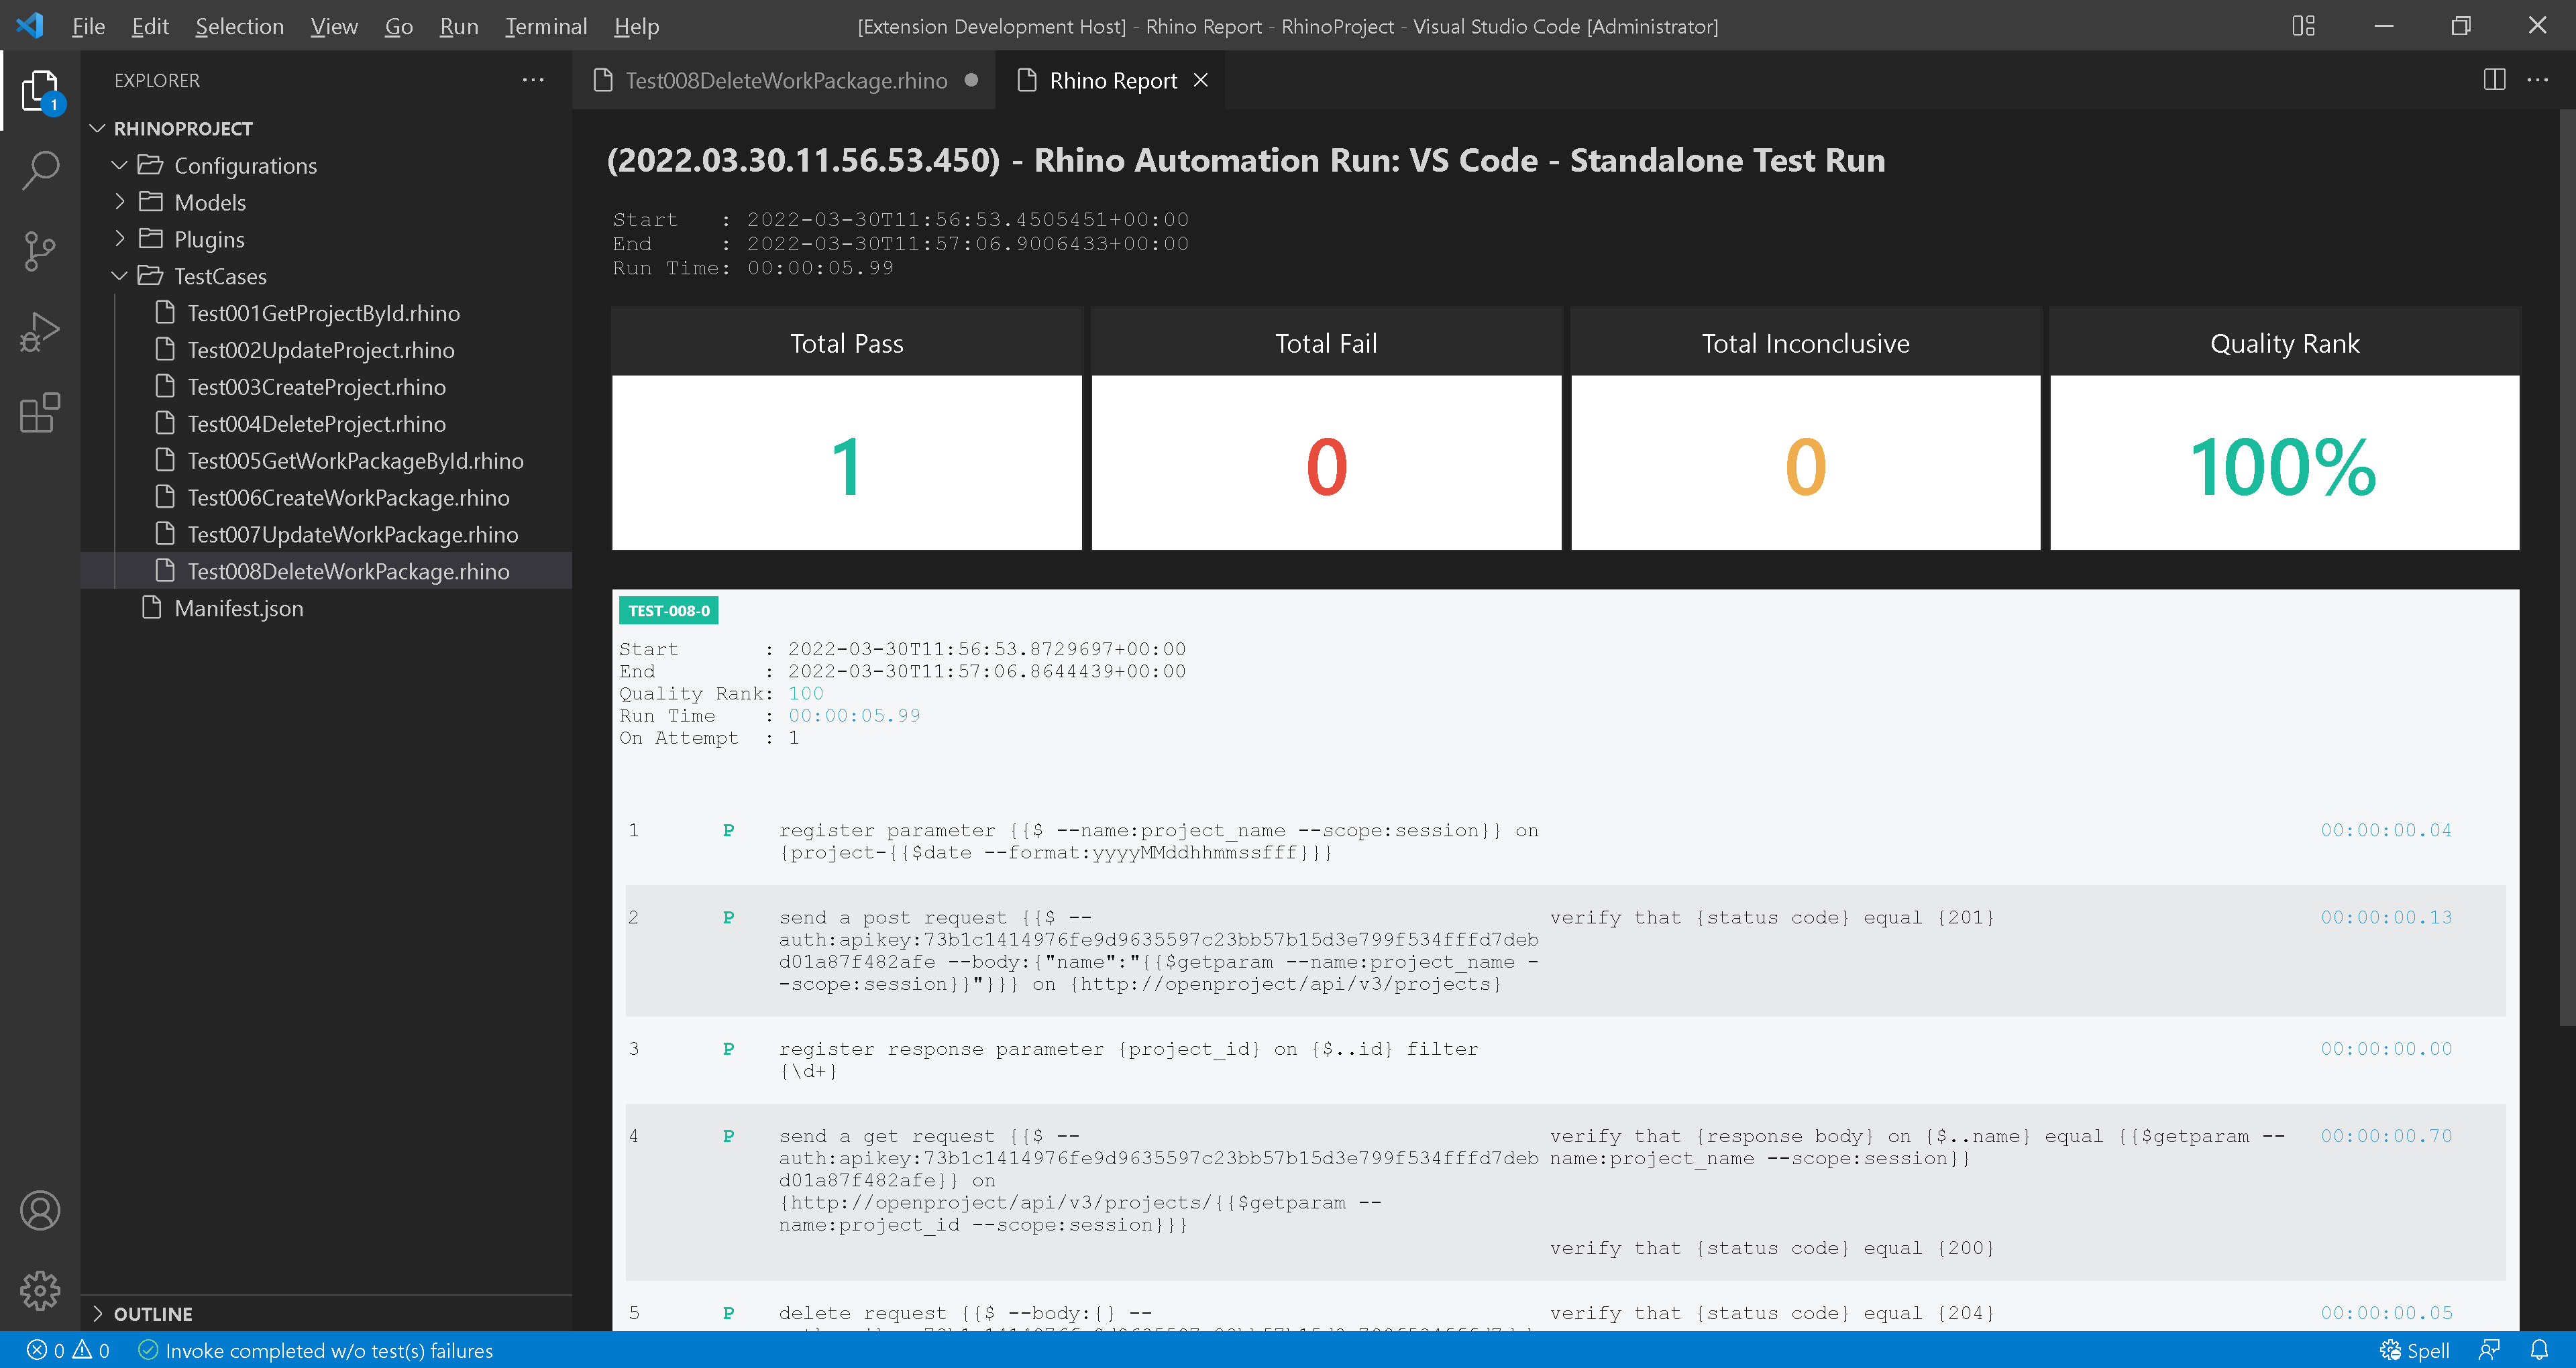 File Edit Selection View Go Run Terminal Help
[Extension Development Host] - Rhino Report - RhinoProject - Visual Studio Code [Administrator]
1
EXPLORER
RHINOPROJECT
Configurations
Models
Plugins
TestCases
Test001GetProjectById.rhino
Test002UpdateProject.rhino
Test003CreateProject.rhino
Test004DeleteProject.rhino
Test005GetWorkPackageById.rhino
Test006CreateWorkPackage.rhino
Test007UpdateWorkPackage.rhino
Test008DeleteWorkPackage.rhino
Manifest.json
OUTLINE
Test008DeleteWorkPackage.rhino
Rhino Report
(2022.03.30.11.56.53.450) - Rhino Automation Run: VS Code - Standalone Test Run
Start : 2022-03-30T11:56:53.4505451+00:00
End : 2022-03-30T11:57:06.9006433+00:00
Run Time: 00:00:05.99
Total Pass
1
Total Fail
0
Total Inconclusive
0
Quality Rank
100%
TEST-008-0
Start : 2022-03-30T11:56:53.8729697+00:00
End : 2022-03-30T11:57:06.8644439+00:00
Quality Rank: 100
Run Time : 00:00:05.99
On Attempt : 1
1 P register parameter {{$ --name:project_name --scope:session}} on
{project-{{$date --format:yyyyMMddhhmmssfff}}}
00:00:00.04
2 P send a post request {{$ --
auth:apikey:73b1c1414976fe9d9635597c23bb57b15d3e799f534fffd7deb
d01a87f482afe --body:{"name":"{{$getparam --name:project_name -
-scope:session}}"}}} on {http://openproject/api/v3/projects}
verify that {status code} equal {201}
00:00:00.13
3 P register response parameter {project_id} on {$..id} filter
{\d+}
00:00:00.00
4 P send a get request {{$ --
auth:apikey:73b1c1414976fe9d9635597c23bb57b15d3e799f534fffd7deb
d01a87f482afe}} on
{http://openproject/api/v3/projects/{{$getparam --
name:project_id --scope:session}}}
verify that {response body} on {$..name} equal {{$getparam --
name:project_name --scope:session}}
verify that {status code} equal {200}
00:00:00.70
5 P delete request {{$ --body:{} --
verify that {status code} equal {204}
00:00:00.05
0 0 Invoke completed w/o test(s) failures
Spell